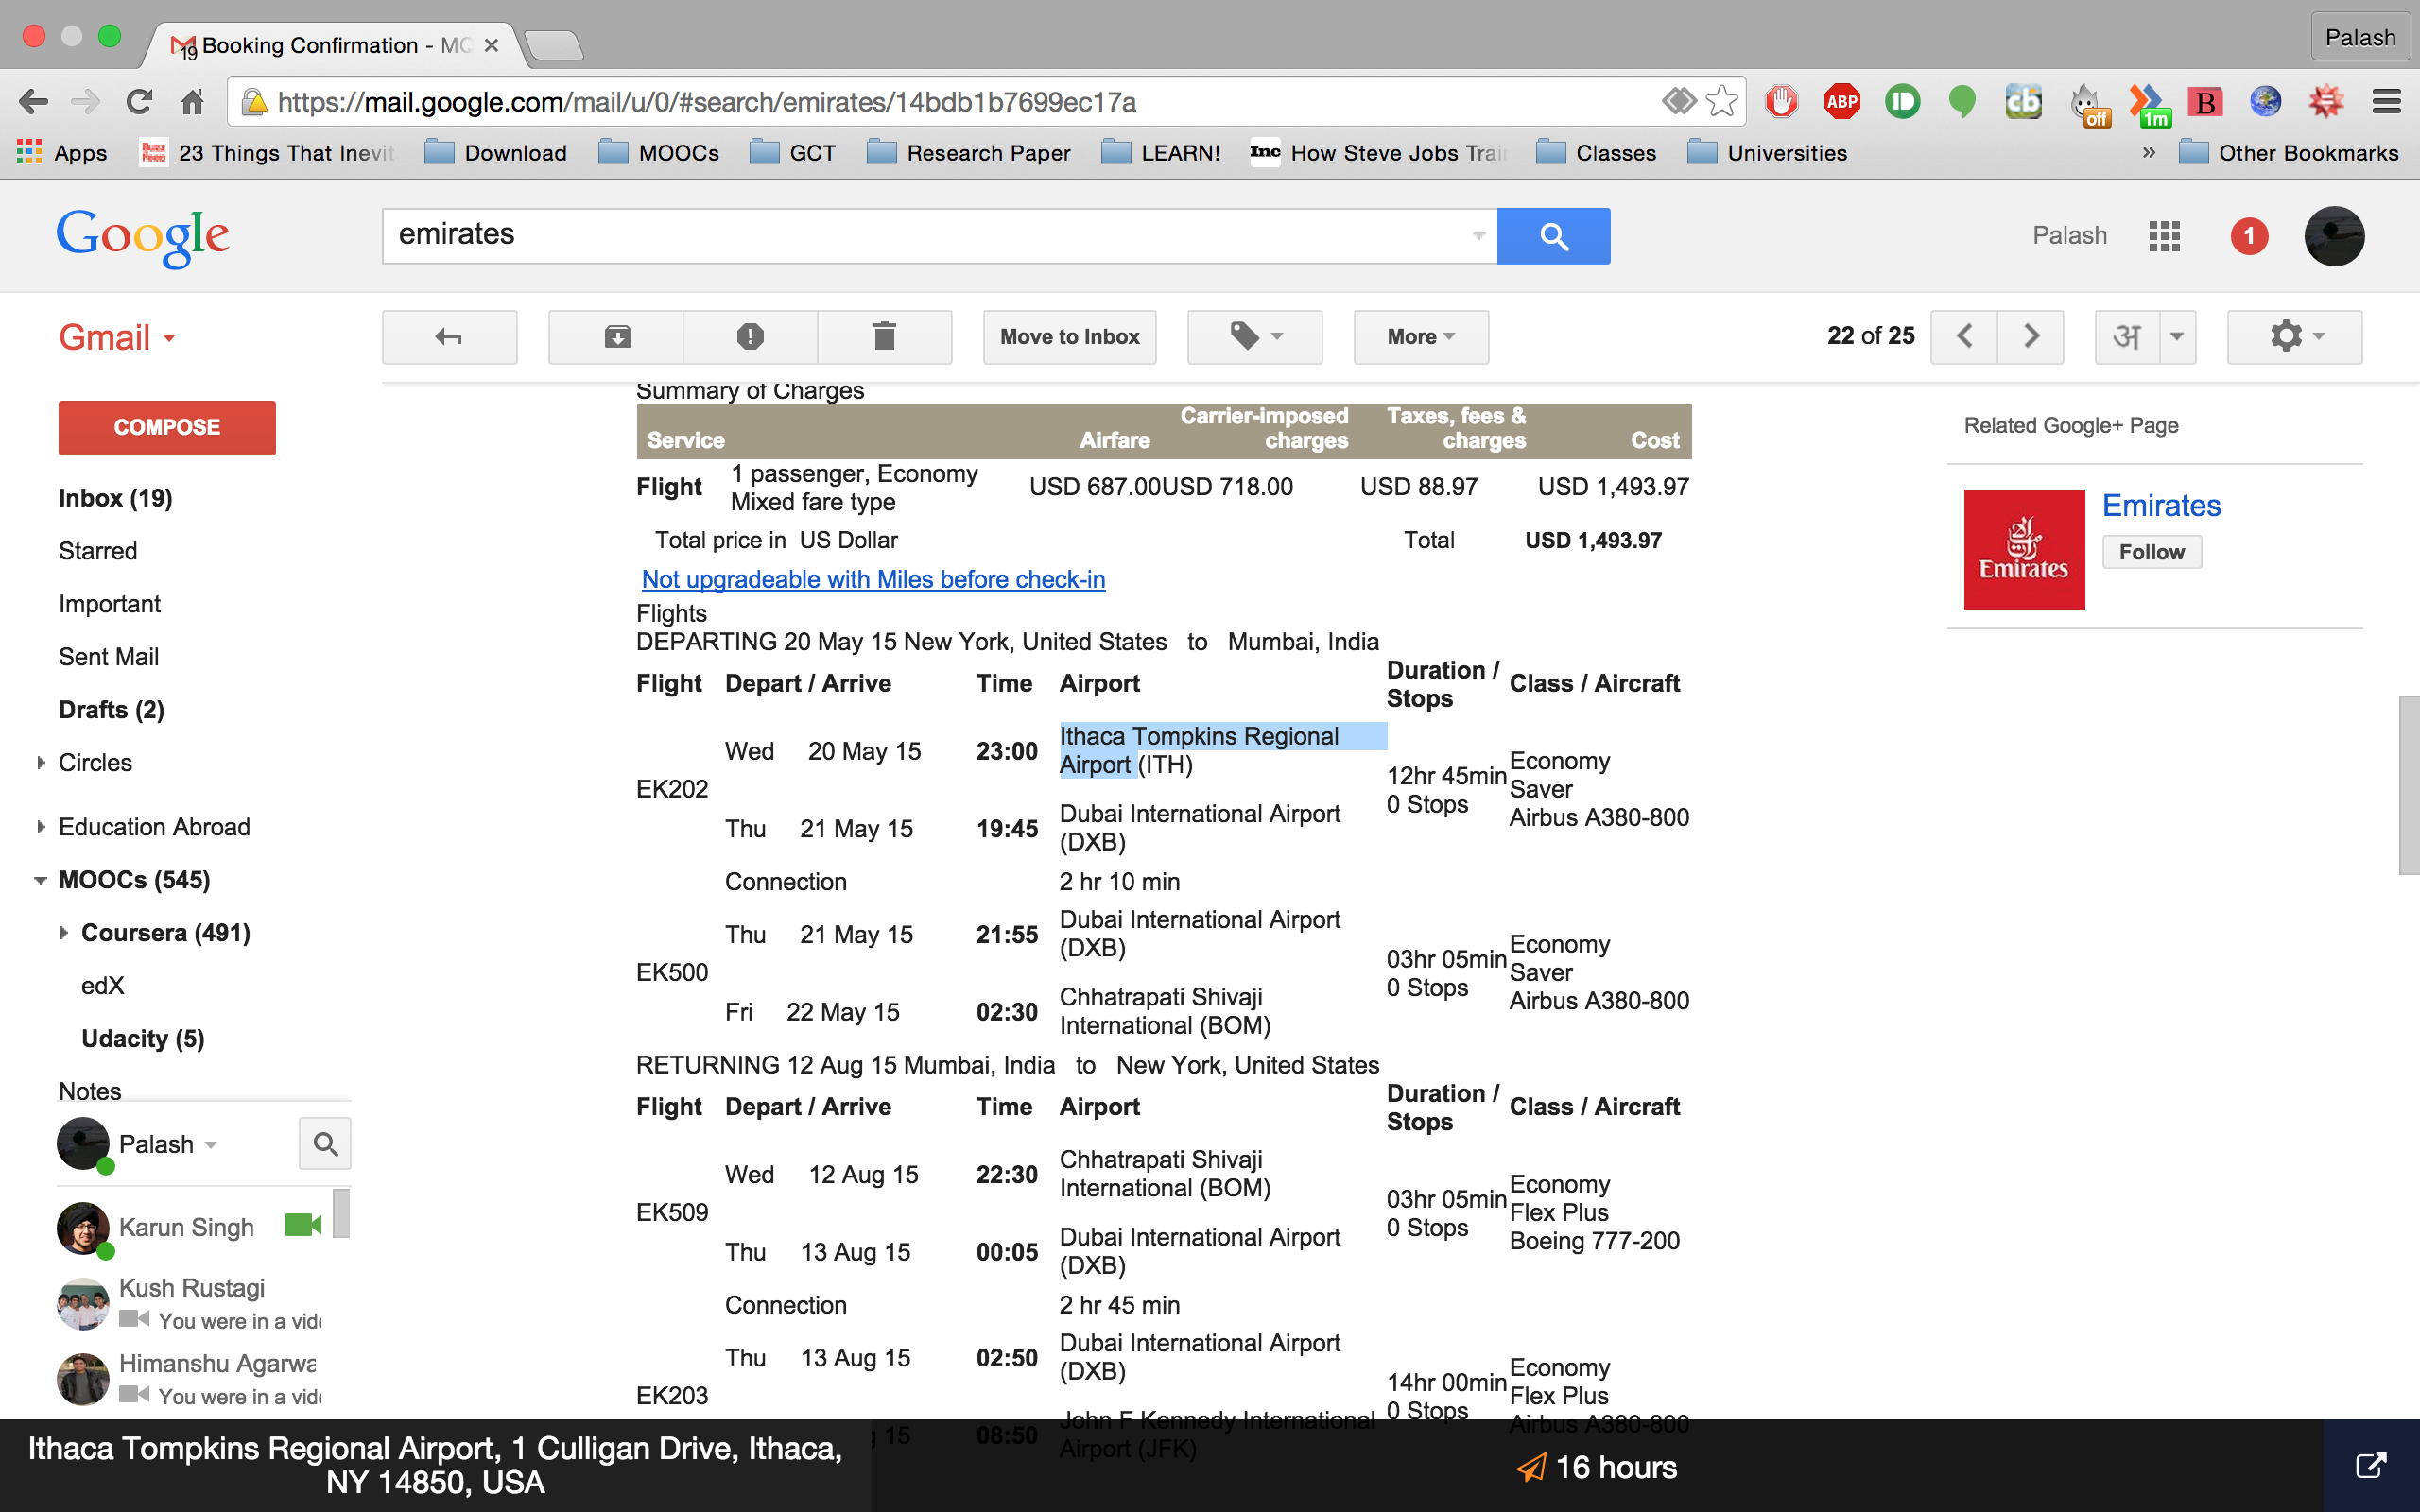 Booking Confirmation - MO
Palash
https://mail.google.com/mail/u/0/#search/emirates/14bdb1b7699ec17a
ABP
cb
off
1m
B
Apps
Buzz Feed 23 Things That Inevit
Download
MOOCs
GCT
Research Paper
LEARN!
Inc How Steve Jobs Trai
Classes
Universities
»
Other Bookmarks
Google
emirates
Palash
1
Gmail
Move to Inbox
More
22 of 25
अ
COMPOSE
Inbox (19)
Starred
Important
Sent Mail
Drafts (2)
Circles
Education Abroad
MOOCs (545)
Coursera (491)
edX
Udacity (5)
Notes
Palash
Karun Singh
Kush Rustagi
You were in a vid
Himanshu Agarwa
You were in a vid
Summary of Charges
Service Airfare Carrier-imposed charges Taxes, fees & charges Cost
Flight 1 passenger, Economy USD 687.00 USD 718.00 USD 88.97 USD 1,493.97
Mixed fare type
Total price in US Dollar Total USD 1,493.97
Not upgradeable with Miles before check-in
Flights
DEPARTING 20 May 15 New York, United States to Mumbai, India
Flight Depart / Arrive Time Airport Duration / Stops Class / Aircraft
EK202
Wed 20 May 15 23:00 Ithaca Tompkins Regional
Airport (ITH)
12hr 45min
0 Stops
Economy
Saver
Airbus A380-800
Thu 21 May 15 19:45 Dubai International Airport
(DXB)
Connection 2 hr 10 min
EK500
Thu 21 May 15 21:55 Dubai International Airport
(DXB)
03hr 05min
0 Stops
Economy
Saver
Airbus A380-800
Fri 22 May 15 02:30 Chhatrapati Shivaji
International (BOM)
RETURNING 12 Aug 15 Mumbai, India to New York, United States
Flight Depart / Arrive Time Airport Duration / Stops Class / Aircraft
EK509
Wed 12 Aug 15 22:30 Chhatrapati Shivaji
International (BOM)
03hr 05min
0 Stops
Economy
Flex Plus
Boeing 777-200
Thu 13 Aug 15 00:05 Dubai International Airport
(DXB)
Connection 2 hr 45 min
EK203
Thu 13 Aug 15 02:50 Dubai International Airport
(DXB)
14hr 00min
0 Stops
Economy
Flex Plus
Airbus A380-800
15 08:50 John F Kennedy International
Airport (JFK)
Related Google+ Page
Emirates
Emirates
Follow
Ithaca Tompkins Regional Airport, 1 Culligan Drive, Ithaca,
NY 14850, USA
16 hours